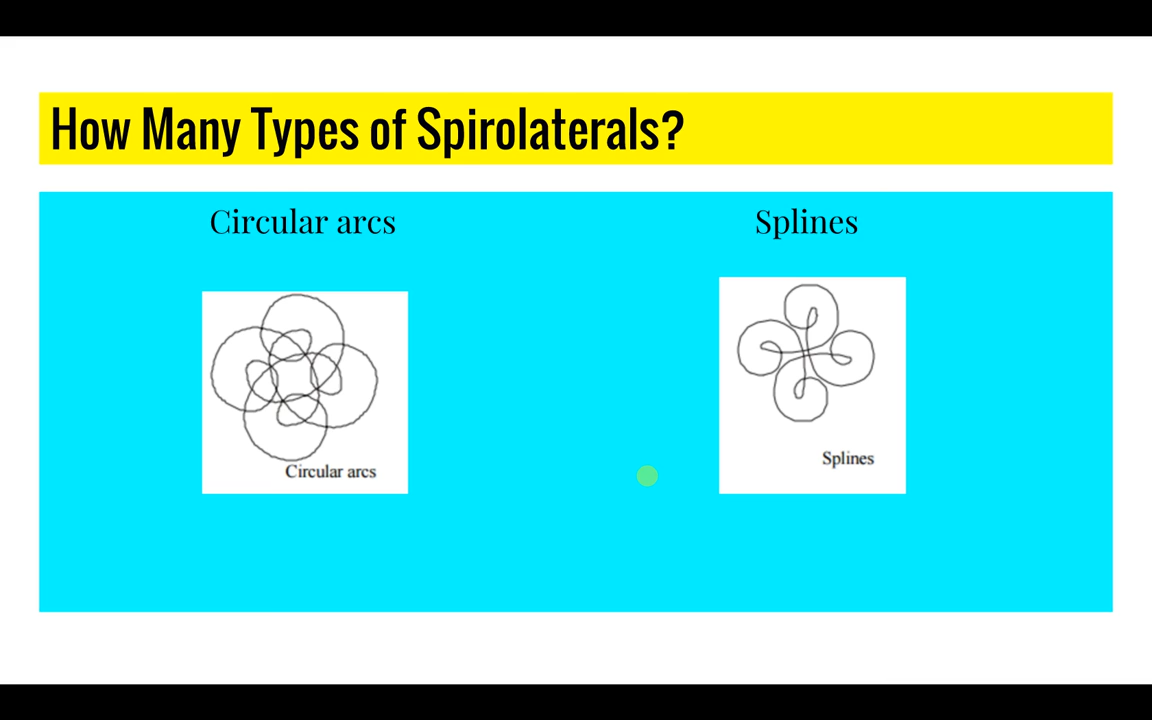 How Many Types of Spirolaterals?
Circular arcs
Splines
Circular arcs
Splines